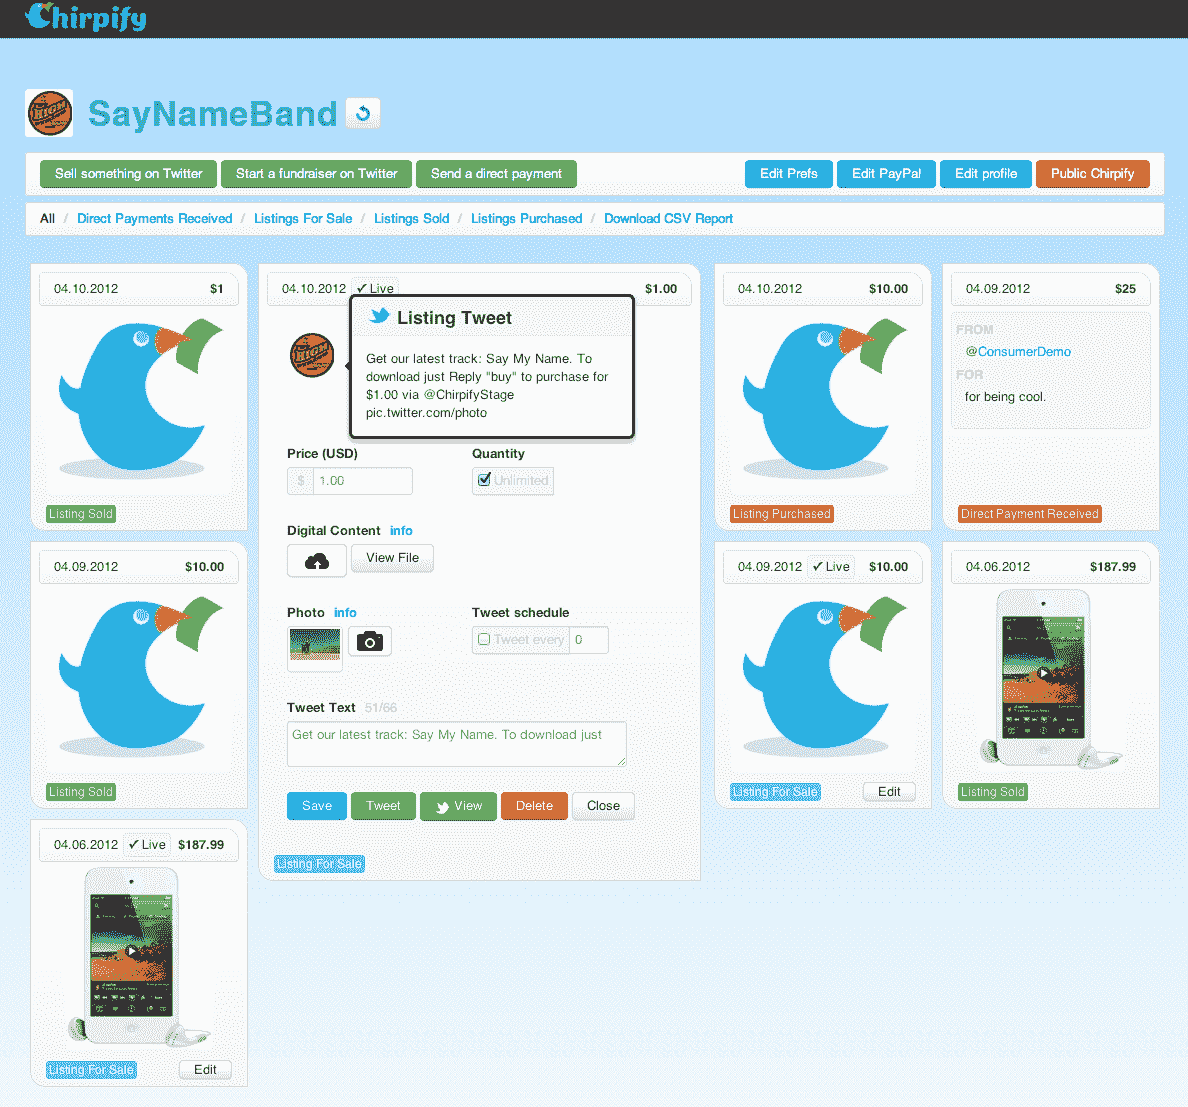 Chirpify
SayNameBand
Sell something on Twitter Start a fundraiser on Twitter Send a direct payment Edit Prefs Edit PayPal Edit profile Public Chirpify
All / Direct Payments Received / Listings For Sale / Listings Sold / Listings Purchased / Download CSV Report
04.10.2012 $1
Listing Sold
04.10.2012 ✓ Live $1.00
HIGH
Listing Tweet
Get our latest track: Say My Name. To
download just Reply "buy" to purchase for
$1.00 via @ChirpifyStage
pic.twitter.com/photo
Price (USD) Quantity
$ 1.00 Unlimited
Digital Content info
View File
Photo info Tweet schedule
Tweet every 0
Tweet Text 51/66
Get our latest track: Say My Name. To download just
Save Tweet View Delete Close
Listing For Sale
04.10.2012 $10.00
Listing Purchased
04.09.2012 $25
FROM
@ConsumerDemo
FOR
for being cool.
Direct Payment Received
04.09.2012 $10.00
Listing Sold
04.09.2012 ✓ Live $10.00
Listing For Sale Edit
04.06.2012 $187.99
Listing Sold
04.06.2012 ✓ Live $187.99
Listing For Sale Edit